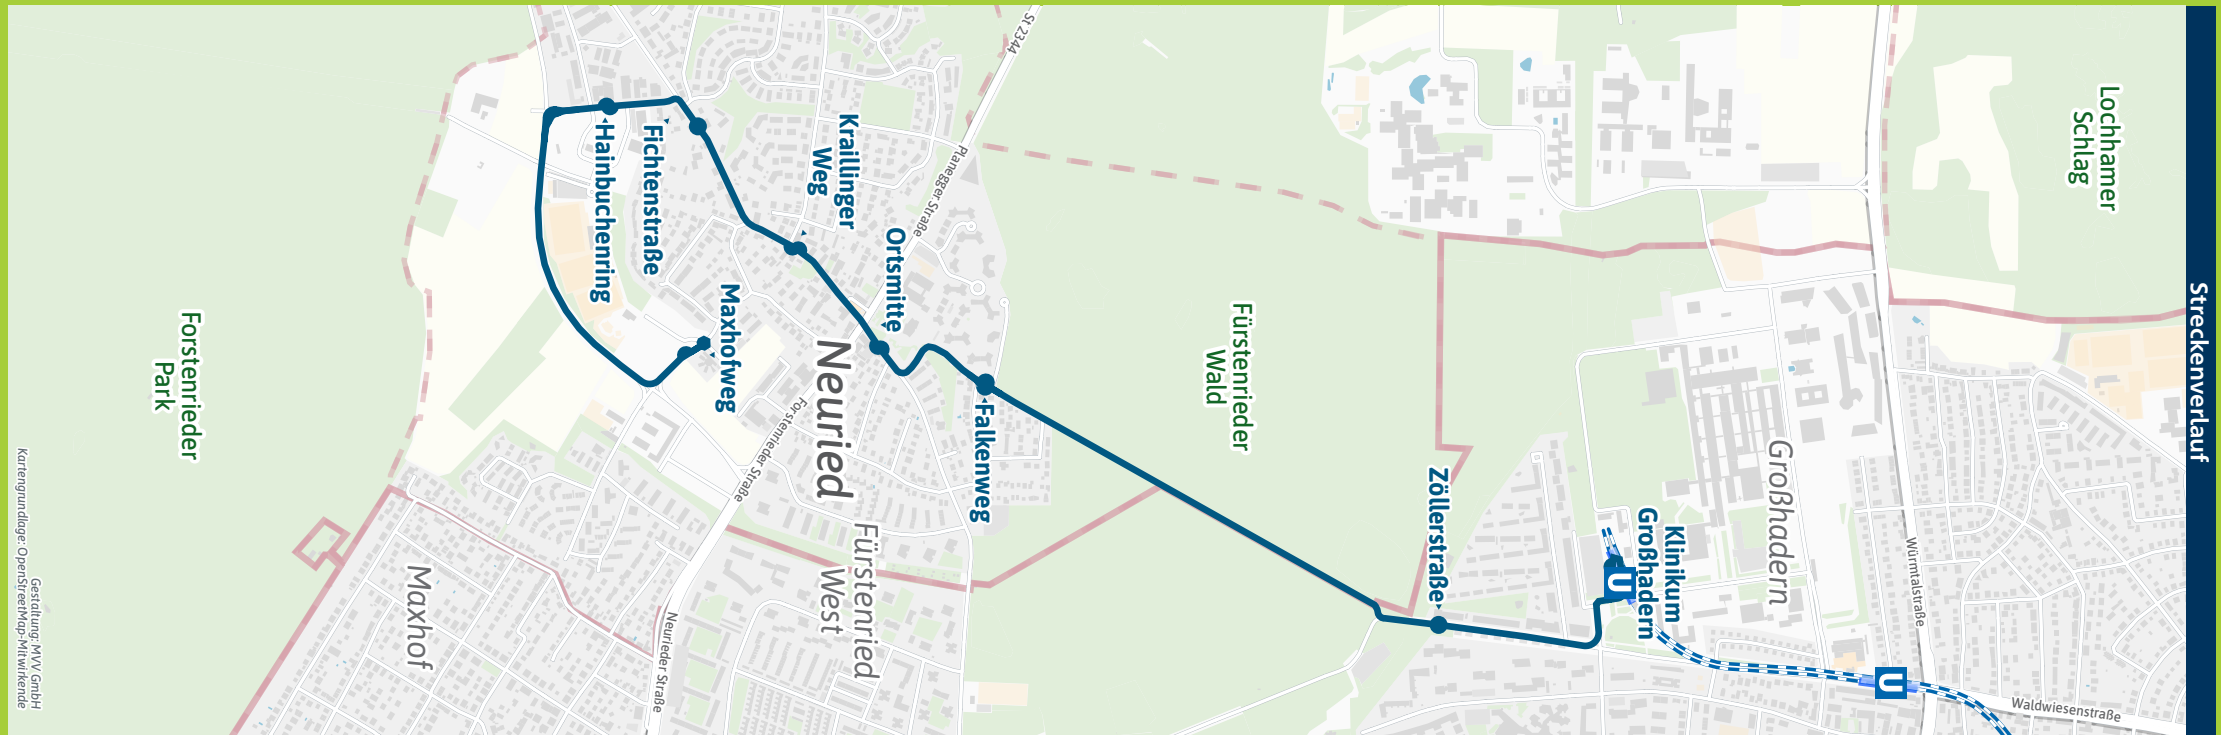 Streckenverlauf
Lochhamer
Schlag
St 2344
Planegger Straße
Kraillinger
Weg
Fichtenstraße
Hainbuchenring
Ortsmitte
Maxhofweg
Neuried
Falkenweg
Forstenrieder Straße
Fürstenrieder
Wald
Forstenrieder
Park
Zöllerstraße
Klinikum
Großhadern
U
Großhadern
Würmtalstraße
U
Waldwiesenstraße
Fürstenried
West
Maxhof
Neurieder Straße
Gestaltung: MVV GmbH
Kartengrundlage: OpenStreetMap-Mitwirkende